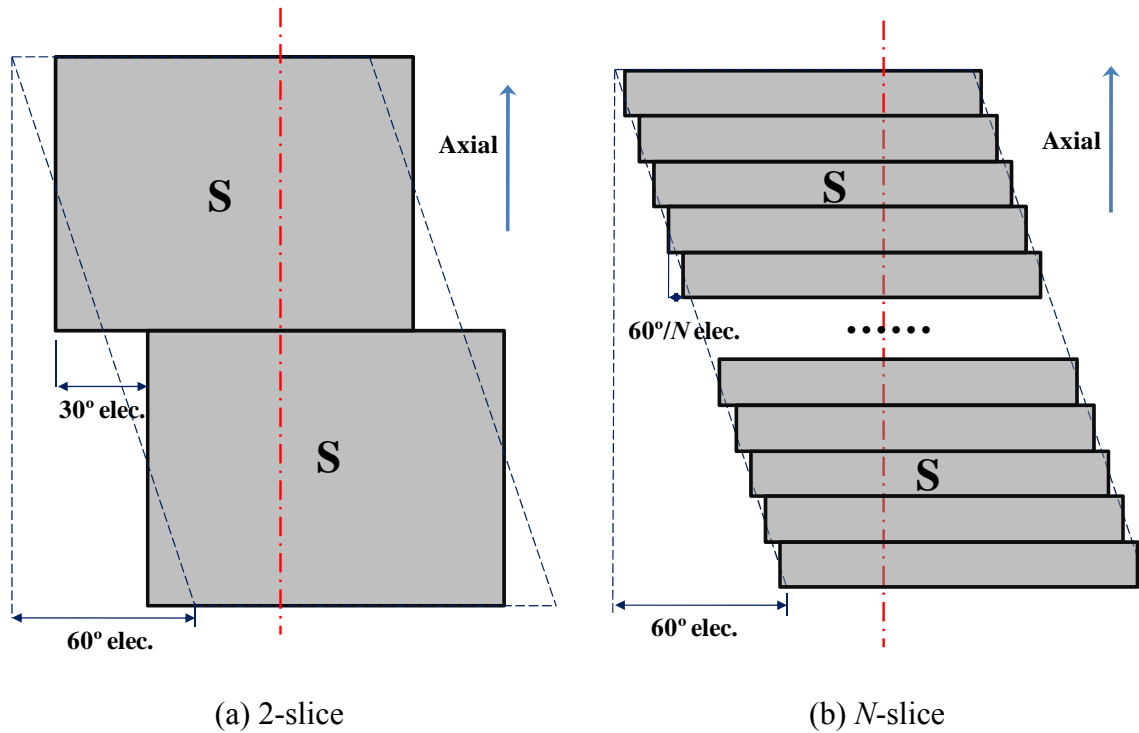 Axial
S
30º elec.
S
60º elec.
(a) 2-slice
Axial
S
60º/N elec.
......
S
60º elec.
(b) N-slice